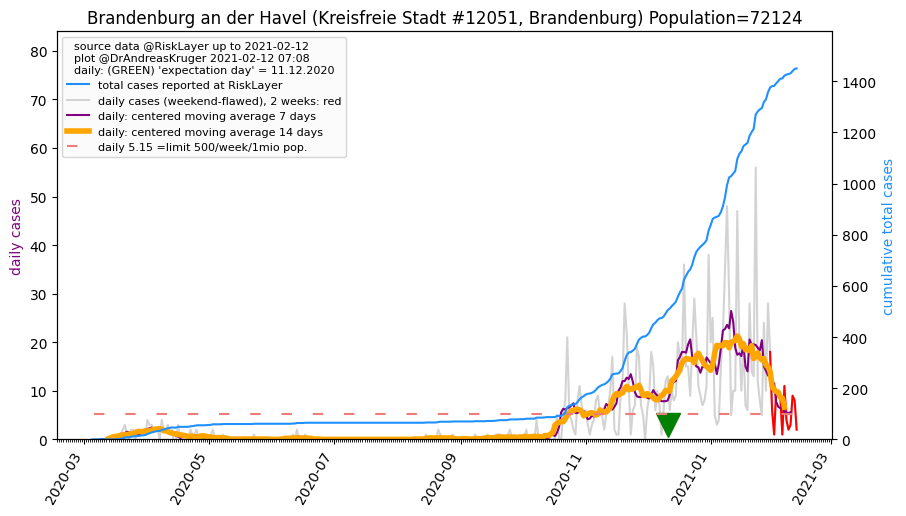 Brandenburg an der Havel (Kreisfreie Stadt #12051, Brandenburg) Population=72124
source data @RiskLayer up to 2021-02-12
plot @DrAndreasKruger 2021-02-12 07:08
daily: (GREEN) 'expectation day' = 11.12.2020
total cases reported at RiskLayer
daily cases (weekend-flawed), 2 weeks: red
daily: centered moving average 7 days
daily: centered moving average 14 days
daily 5.15 =limit 500/week/1mio pop.
daily cases
80
70
60
50
40
30
20
10
0
cumulative total cases
1400
1200
1000
800
600
400
200
0
2020-03
2020-05
2020-07
2020-09
2020-11
2021-01
2021-03